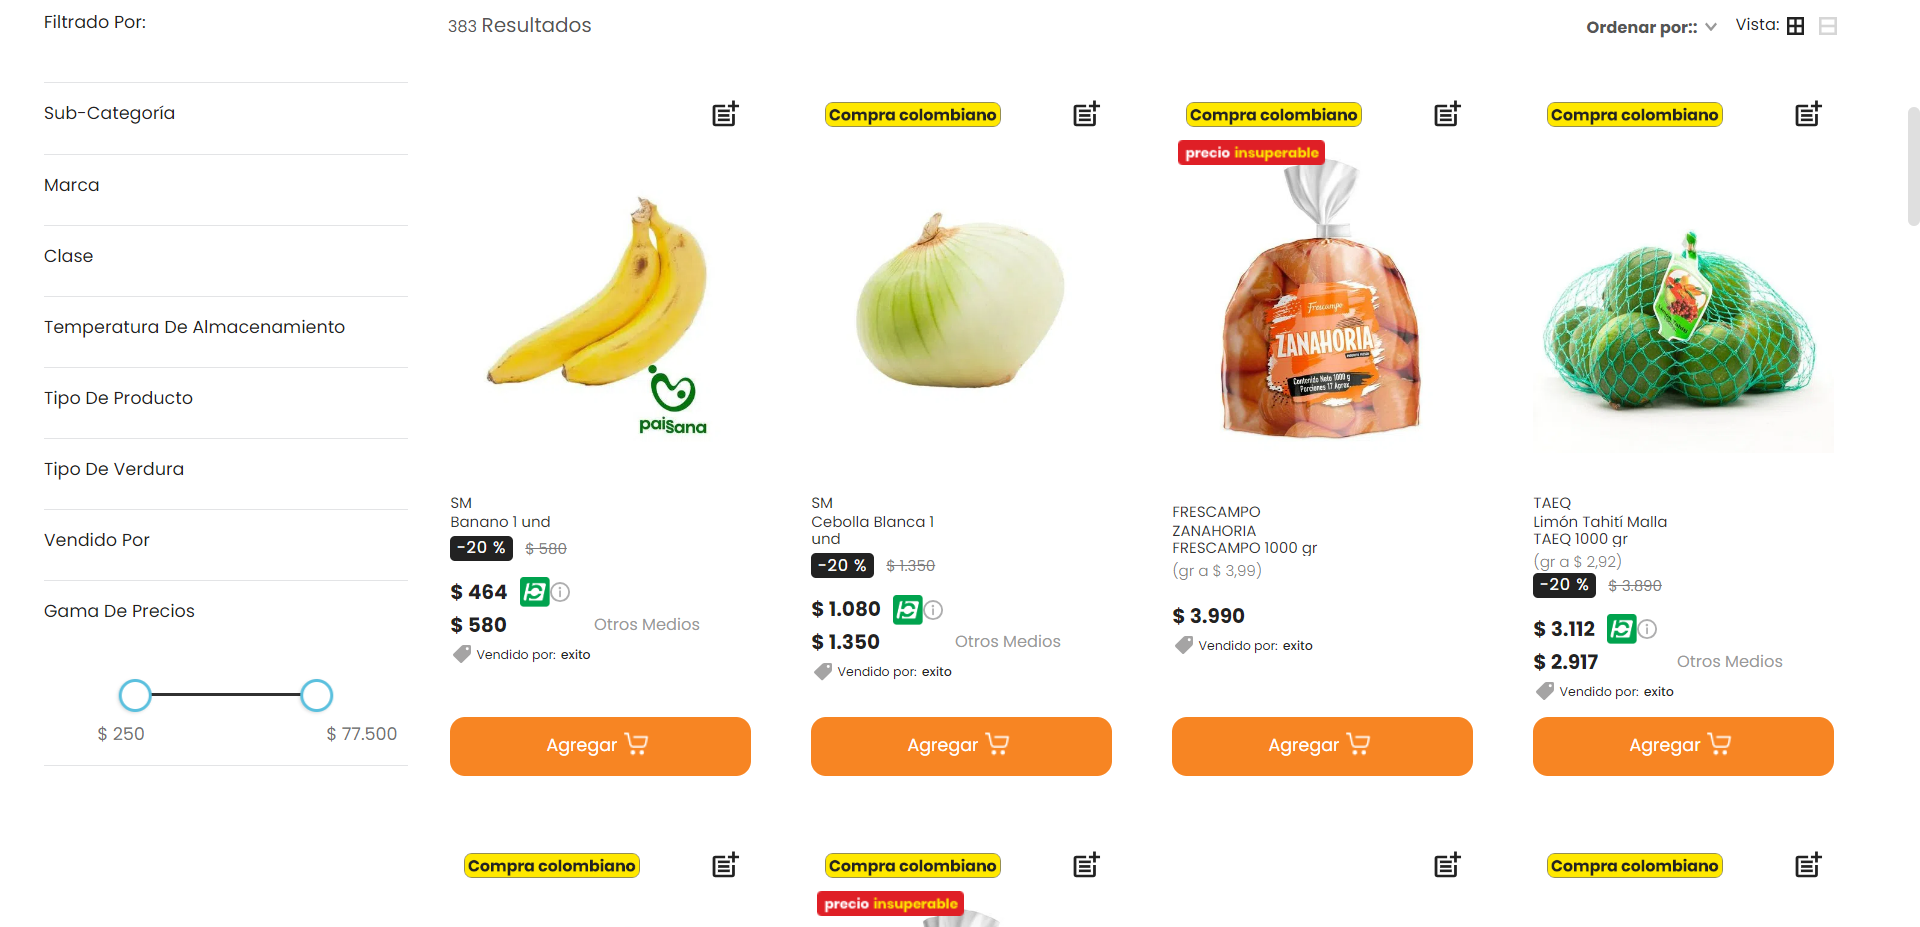 Filtrado Por:
383 Resultados
Ordenar por::
Vista:
Sub-Categoría
Marca
Clase
Temperatura De Almacenamiento
Tipo De Producto
Tipo De Verdura
Vendido Por
Gama De Precios
$ 250
$ 77.500
paissana
SM
Banano 1 und
-20 % $ 580
$ 464
$ 580 Otros Medios
Vendido por: exito
Agregar
Compra colombiano
SM
Cebolla Blanca 1
und
-20 % $ 1.350
$ 1.080
$ 1.350 Otros Medios
Vendido por: exito
Agregar
Compra colombiano
precio insuperable
Frescampo
ZANAHORIA
Contenido Neto 1000 g
Porciones 17 Aprox.
FRESCAMPO
ZANAHORIA
FRESCAMPO 1000 gr
(gr a $ 3,99)
$ 3.990
Vendido por: exito
Agregar
Compra colombiano
TAEQ
Limón Tahití Malla
TAEQ 1000 gr
(gr a $ 2,92)
-20 % $ 3.890
$ 3.112
$ 2.917 Otros Medios
Vendido por: exito
Agregar
Compra colombiano
Compra colombiano
precio insuperable
Compra colombiano